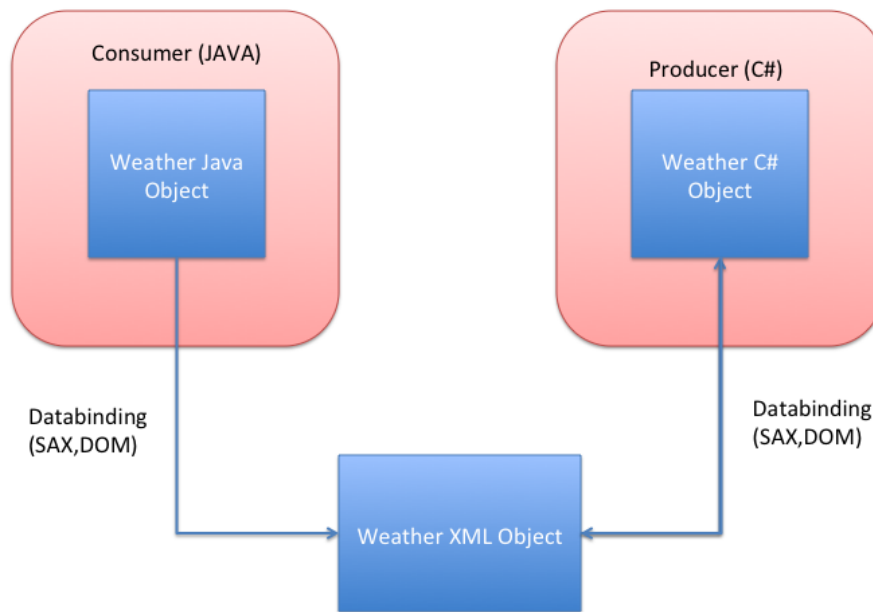 Consumer (JAVA)
Weather Java
Object
Producer (C#)
Weather C#
Object
Databinding
(SAX,DOM)
Databinding
(SAX,DOM)
Weather XML Object